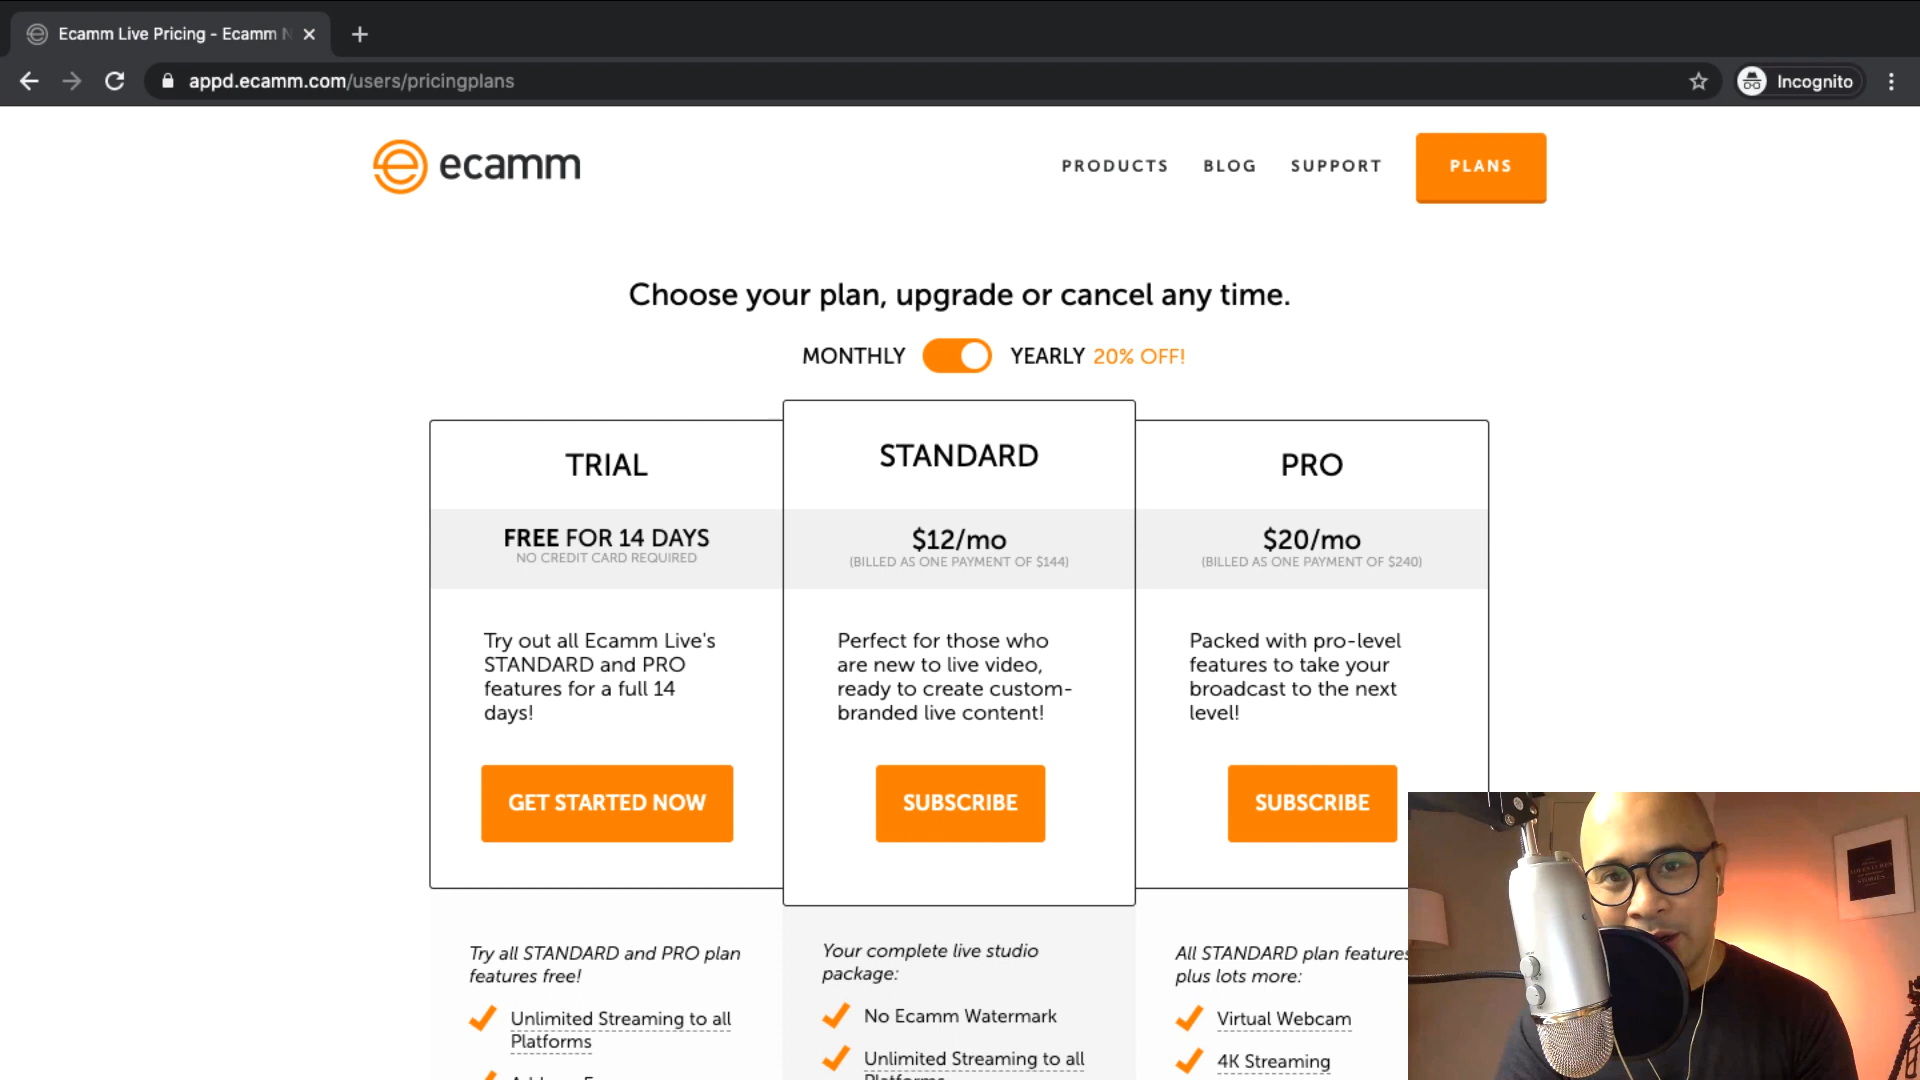 Ecamm Live Pricing - Ecamm N
appd.ecamm.com/users/pricingplans
Incognito
ecamm
PRODUCTS
BLOG
SUPPORT
PLANS
Choose your plan, upgrade or cancel any time.
MONTHLY
YEARLY 20% OFF!
TRIAL
FREE FOR 14 DAYS
NO CREDIT CARD REQUIRED
Try out all Ecamm Live's
STANDARD and PRO
features for a full 14
days!
GET STARTED NOW
Try all STANDARD and PRO plan
features free!
Unlimited Streaming to all
Platforms
STANDARD
$12/mo
(BILLED AS ONE PAYMENT OF $144)
Perfect for those who
are new to live video,
ready to create custom-
branded live content!
SUBSCRIBE
Your complete live studio
package:
No Ecamm Watermark
Unlimited Streaming to all
Platforms
PRO
$20/mo
(BILLED AS ONE PAYMENT OF $240)
Packed with pro-level
features to take your
broadcast to the next
level!
SUBSCRIBE
All STANDARD plan features
plus lots more:
Virtual Webcam
4K Streaming